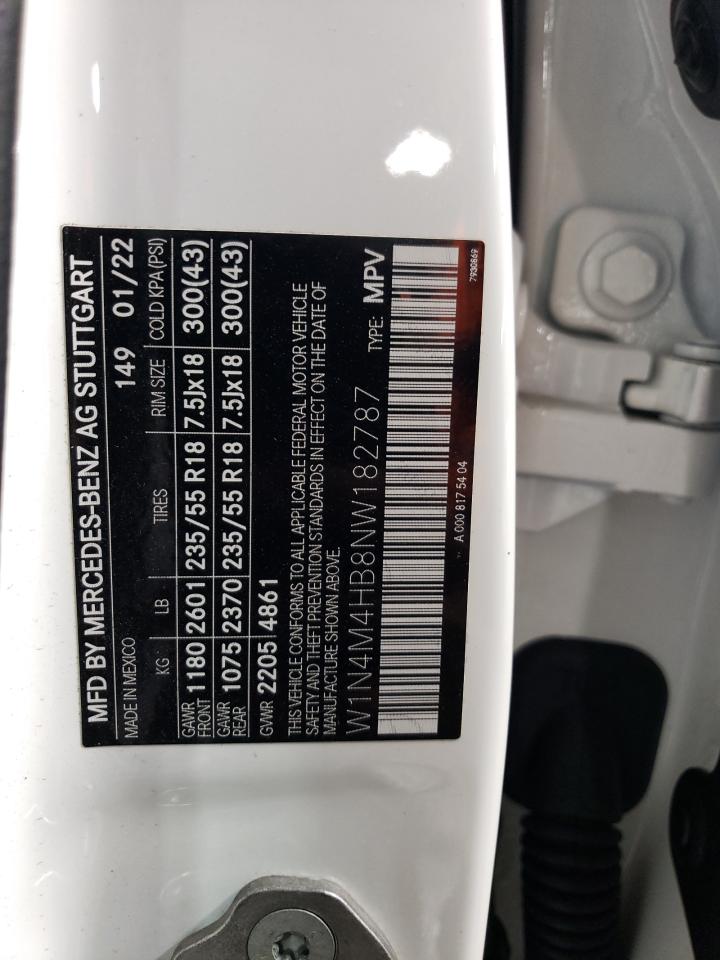 MFD BY MERCEDES-BENZ AG STUTTGART
MADE IN MEXICO 149 01/22
KG LB TIRES RIM SIZE COLD KPA(PSI)
GAWR FRONT 1180 2601 235/55 R18 7.5Jx18 300(43)
GAWR REAR 1075 2370 235/55 R18 7.5Jx18 300(43)
GVWR 2205 4861
THIS VEHICLE CONFORMS TO ALL APPLICABLE FEDERAL MOTOR VEHICLE
SAFETY AND THEFT PREVENTION STANDARDS IN EFFECT ON THE DATE OF
MANUFACTURE SHOWN ABOVE.
W1N4M4HB8NW182787 TYPE: MPV
A 000 817 54 04 7930869